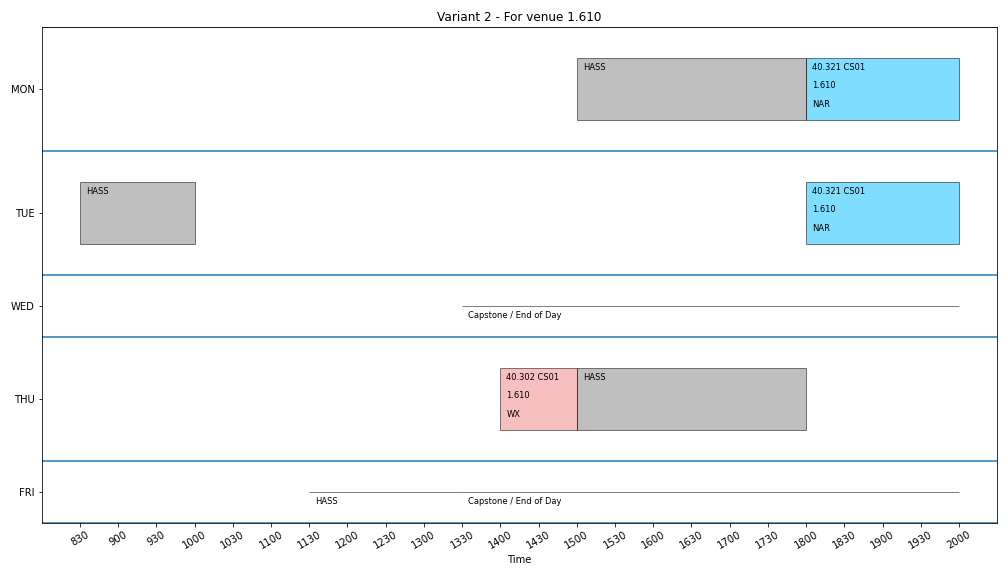 Variant 2 - For venue 1.610
MON
HASS
40.321 CS01
1.610
NAR
TUE
HASS
40.321 CS01
1.610
NAR
WED
Capstone / End of Day
THU
40.302 CS01
1.610
WX
HASS
FRI
HASS
Capstone / End of Day
830 900 930 1000 1030 1100 1130 1200 1230 1300 1330 1400 1430 1500 1600 1630 1700 1730 1800 1830 1900 1930 2000
Time